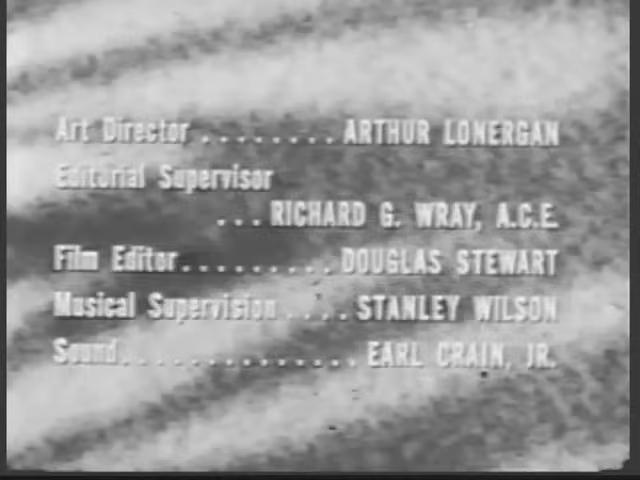 Art Director ........ ARTHUR LONERGAN
Editorial Supervisor
... RICHARD G. WRAY, A.C.E.
Film Editor......... DOUGLAS STEWART
Musical Supervision .... STANLEY WILSON
Sound.............. EARL CRAIN, JR.